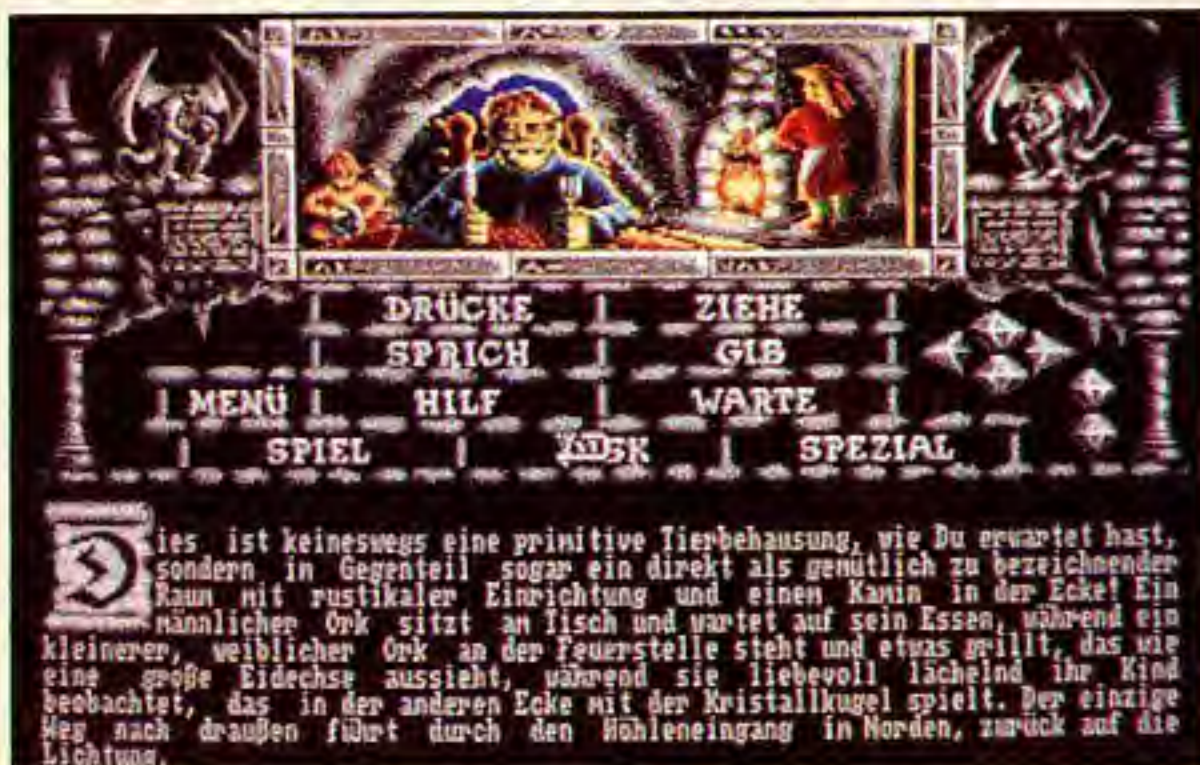 DRÜCKE ZIEHE
SPRICH GIB
MENÜ HILF WARTE
SPIEL SPEZIAL
Dies ist keineswegs eine primitive Tierbehausung, wie Du erwartet hast,
sondern im Gegenteil sogar ein direkt als gemütlich zu bezeichnender
Raum mit rustikaler Einrichtung und einem Kamin in der Ecke! Ein
männlicher Ork sitzt am Tisch und wartet auf sein Essen, während ein
kleinerer, weiblicher Ork an der Feuerstelle steht und etwas grillt, das wie
eine große Eidechse aussieht, während sie liebevoll lächelnd ihr Kind
beobachtet, das in der anderen Ecke mit der Kristallkugel spielt. Der einzige
Weg nach draußen führt durch den Höhleneingang im Norden, zurück auf die
Lichtung.